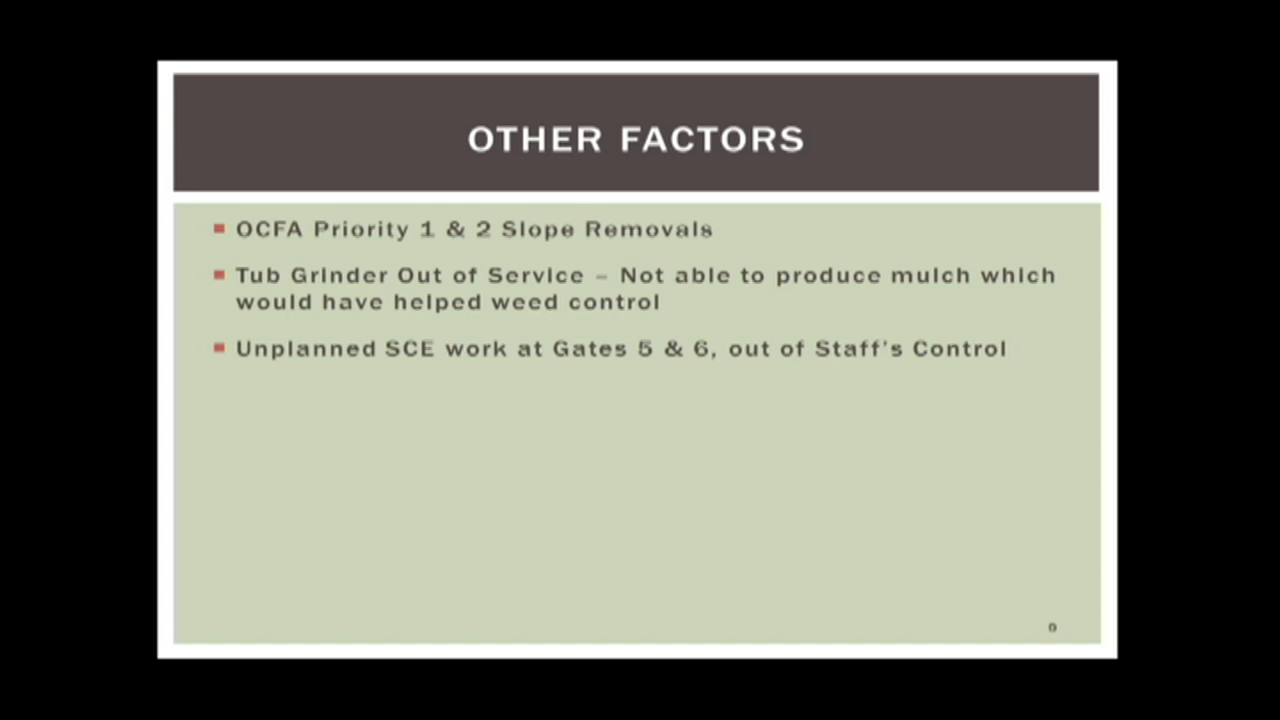 OTHER FACTORS
OCFA Priority 1 & 2 Slope Removals
Tub Grinder Out of Service – Not able to produce mulch which
would have helped weed control
Unplanned SCE work at Gates 5 & 6, out of Staff's Control
0